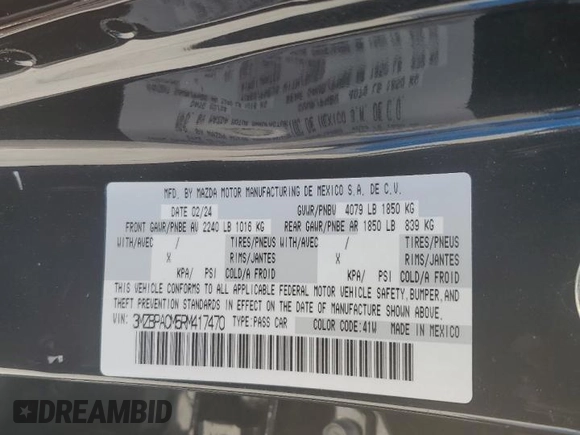 MFD. BY MAZDA MOTOR MANUFACTURING DE MEXICO S.A. DE C.V.
DATE 02/24 GVWR/PNBV 4079 LB 1850 KG
FRONT GAWR/PNBE AV 2240 LB 1016 KG REAR GAWR/PNBE AR 1850 LB 839 KG
WITH/AVEC / TIRES/PNEUS WITH/AVEC / TIRES/PNEUS
X RIMS/JANTES X RIMS/JANTES
KPA/ PSI COLD/A FROID KPA/ PSI COLD/A FROID
THIS VEHICLE CONFORMS TO ALL APPLICABLE FEDERAL MOTOR VEHICLE SAFETY, BUMPER, AND
THEFT PREVENTION STANDARDS IN EFFECT ON THE DATE OF MANUFACTURE SHOWN ABOVE.
VIN: 3MZBPACM5RM417470 TYPE:PASS CAR COLOR CODE:41W MADE IN MEXICO
DREAMBID